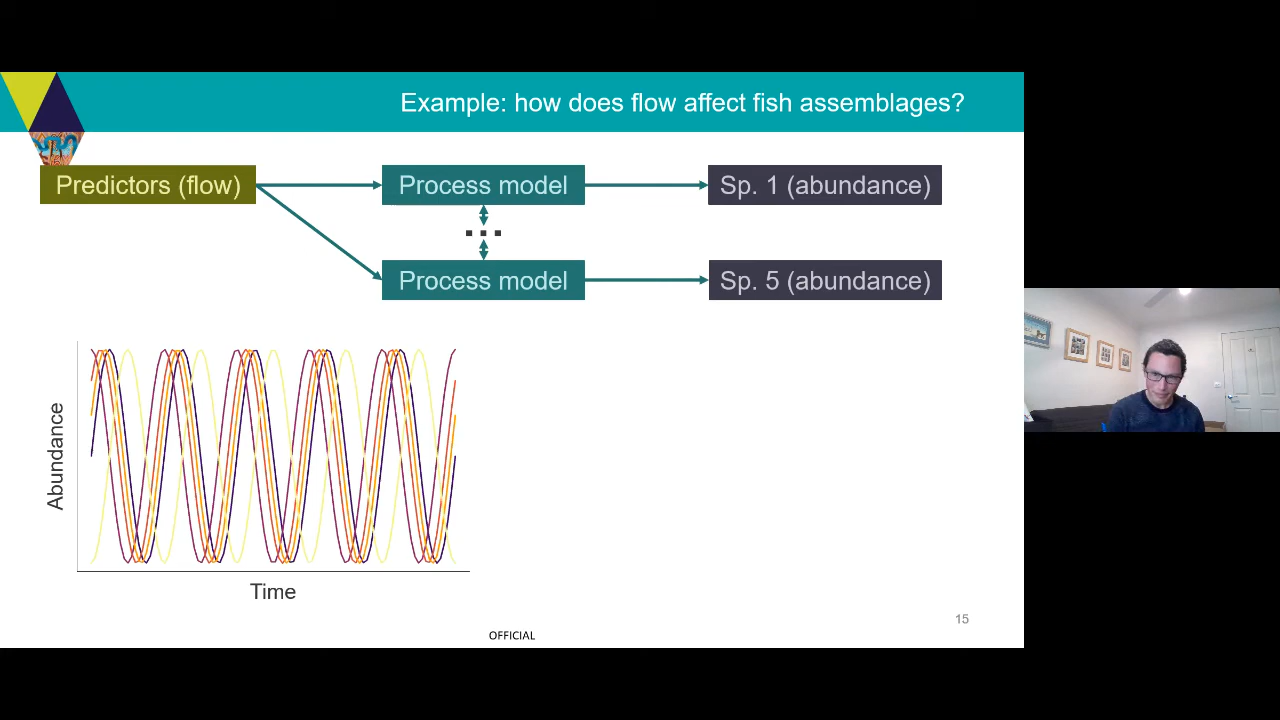 Example: how does flow affect fish assemblages?
Predictors (flow)
Process model
Sp. 1 (abundance)
...
Process model
Sp. 5 (abundance)
Abundance
Time
15
OFFICIAL